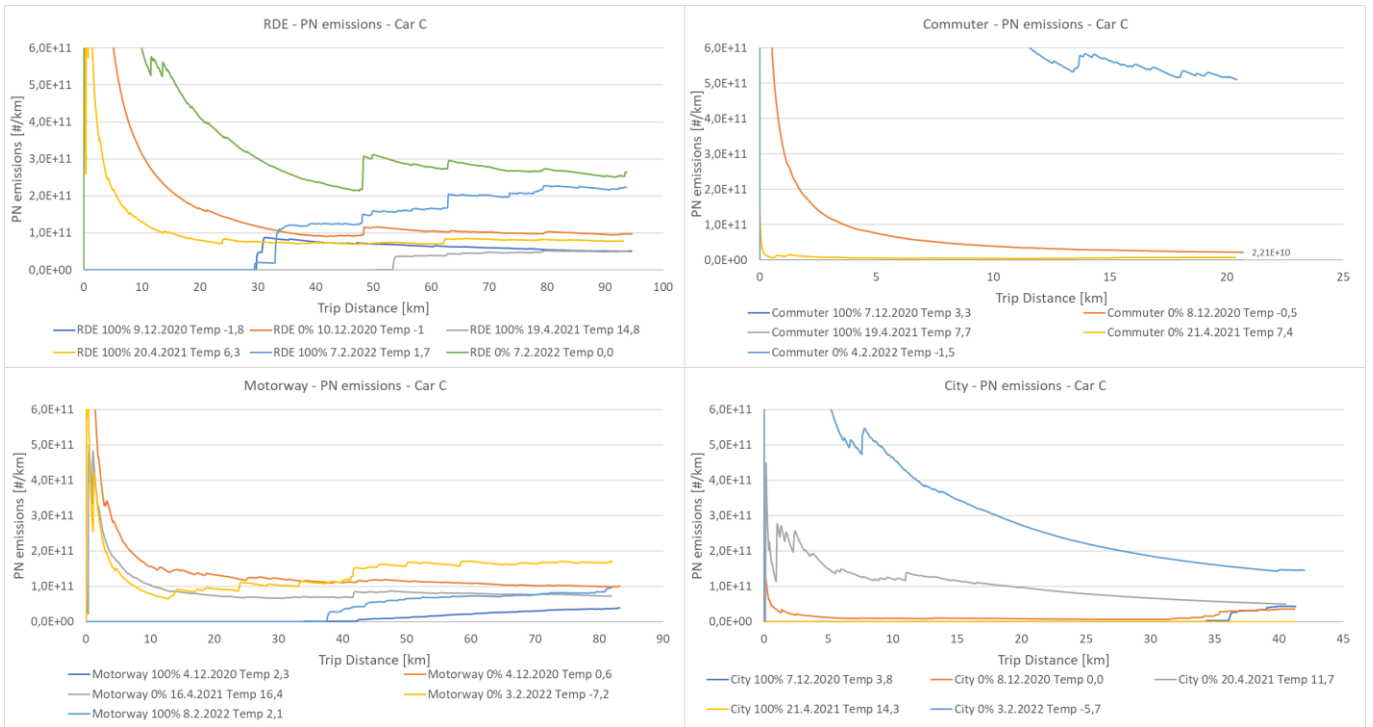 RDE - PN emissions - Car C
PN emissions [#/km]
6,0E+11
5,0E+11
4,0E+11
3,0E+11
2,0E+11
1,0E+11
0,0E+00
0 10 20 30 40 50 60 70 80 90 100
Trip Distance [km]
RDE 100% 9.12.2020 Temp -1,8 RDE 0% 10.12.2020 Temp -1 RDE 100% 19.4.2021 Temp 14,8
RDE 100% 20.4.2021 Temp 6,3 RDE 100% 7.2.2022 Temp 1,7 RDE 0% 7.2.2022 Temp 0,0
Commuter - PN emissions - Car C
PN emissions [#/km]
6,0E+11
5,0E+11
4,0E+11
3,0E+11
2,0E+11
1,0E+11
0,0E+00
2,21E+10
0 5 10 15 20 25
Trip Distance [km]
Commuter 100% 7.12.2020 Temp 3,3 Commuter 0% 8.12.2020 Temp -0,5
Commuter 100% 19.4.2021 Temp 7,7 Commuter 0% 21.4.2021 Temp 7,4
Commuter 0% 4.2.2022 Temp -1,5
Motorway - PN emissions - Car C
PN emissions [#/km]
6,0E+11
5,0E+11
4,0E+11
3,0E+11
2,0E+11
1,0E+11
0,0E+00
0 10 20 30 40 50 60 70 80 90
Trip Distance [km]
Motorway 100% 4.12.2020 Temp 2,3 Motorway 0% 4.12.2020 Temp 0,6
Motorway 0% 16.4.2021 Temp 16,4 Motorway 0% 3.2.2022 Temp -7,2
Motorway 100% 8.2.2022 Temp 2,1
City - PN emissions - Car C
PN emissions [#/km]
6,0E+11
5,0E+11
4,0E+11
3,0E+11
2,0E+11
1,0E+11
0,0E+00
0 5 10 15 20 25 30 35 40 45
Trip Distance [km]
City 100% 7.12.2020 Temp 3,8 City 0% 8.12.2020 Temp 0,0 City 0% 20.4.2021 Temp 11,7
City 100% 21.4.2021 Temp 14,3 City 0% 3.2.2022 Temp -5,7